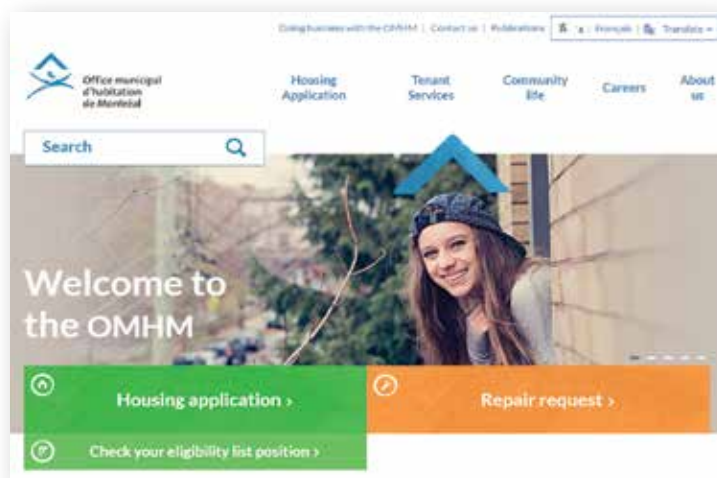 Doing business with the OMHM | Contact us | Publications
Français | Translate
Office municipal
d'habitation
de Montréal
Housing
Application
Tenant
Services
Community
life
Careers
About
us
Search
Welcome to
the OMHM
Housing application ›
Repair request ›
Check your eligibility list position ›